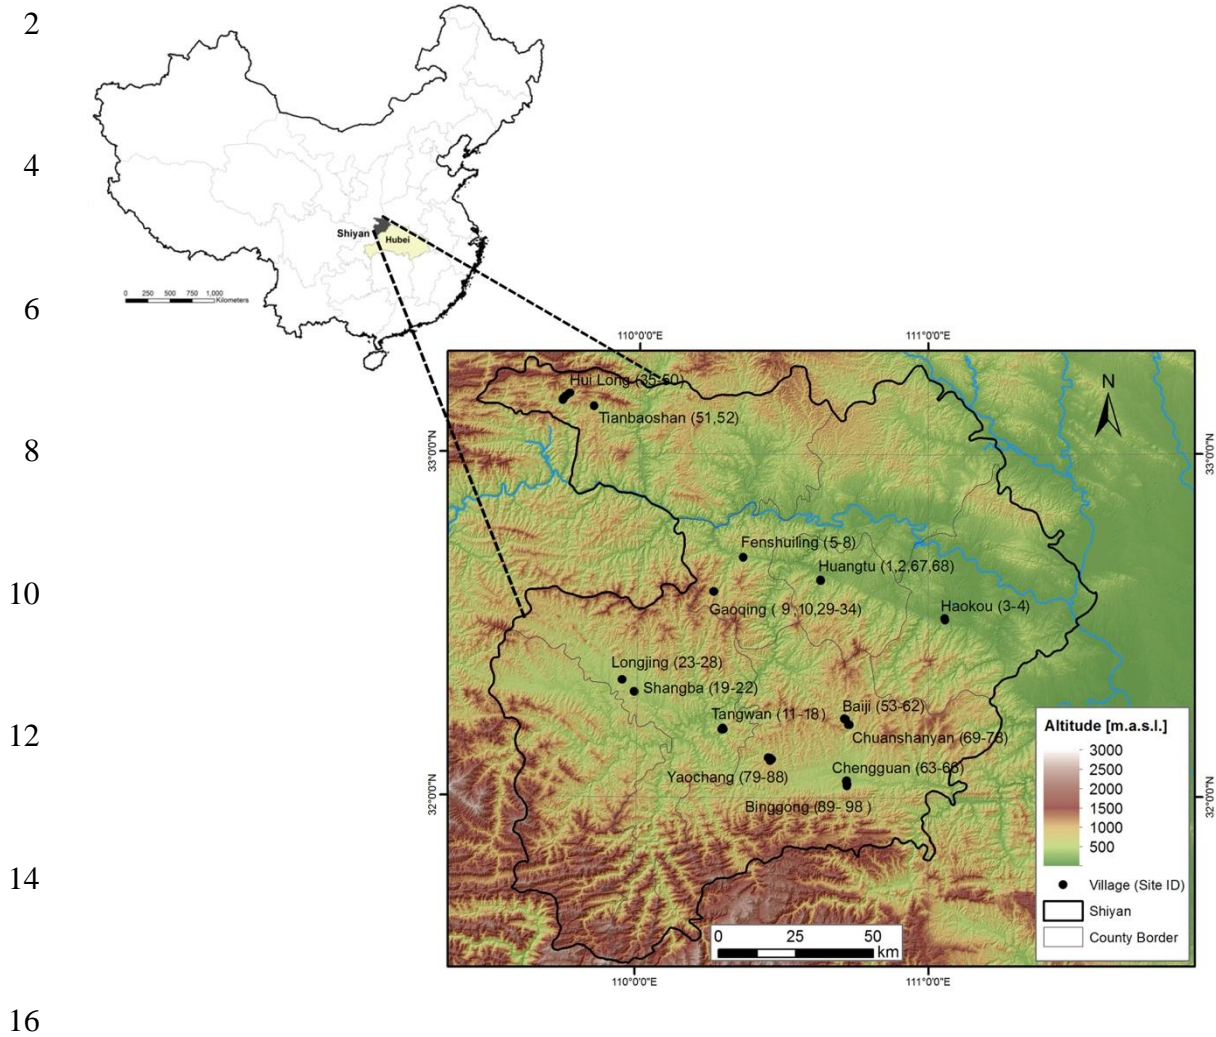 2
4
Shiyan
Hubei
6
0 250 500 750 1,000
Kilometers
110°0'0"E 111°0'0"E
N
Hui Long (35-50)
Tianbaoshan (51,52)
8
33°0'0"N 33°0'0"N
Fenshuiling (5-8)
Huangtu (1,2,67,68)
10
Gaoqing ( 9 ,10,29-34)
Haokou (3-4)
Longjing (23-28)
Shangba (19-22)
Baiji (53-62)
Tangwan (11-18)
12
Chuanshanyan (69-78)
Chengguan (63-66)
Yaochang (79-88)
Binggong (89- 98 )
32°0'0"N 32°0'0"N
Altitude [m.a.s.l.]
3000
2500
2000
1500
1000
500
14
Village (Site ID)
Shiyan
County Border
0 25 50
km
110°0'0"E 111°0'0"E
16